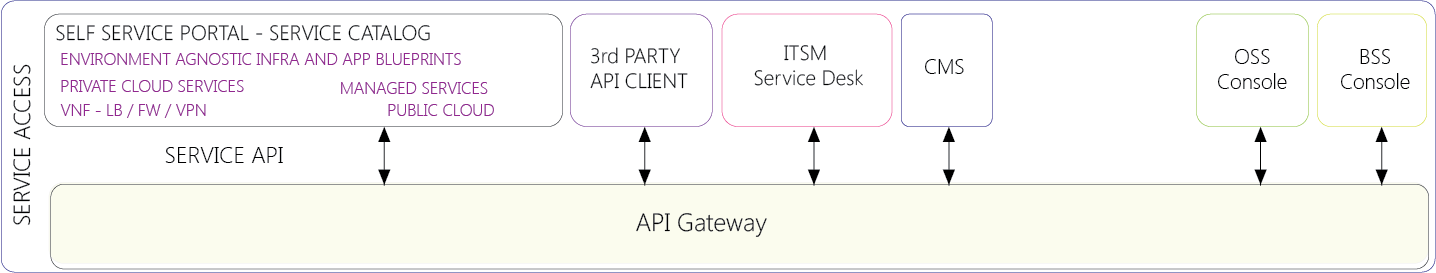 SERVICE ACCESS
SELF SERVICE PORTAL - SERVICE CATALOG
ENVIRONMENT AGNOSTIC INFRA AND APP BLUEPRINTS
PRIVATE CLOUD SERVICES
MANAGED SERVICES
VNF - LB / FW / VPN
PUBLIC CLOUD
3rd PARTY
API CLIENT
ITSM
Service Desk
CMS
OSS
Console
BSS
Console
SERVICE API
API Gateway